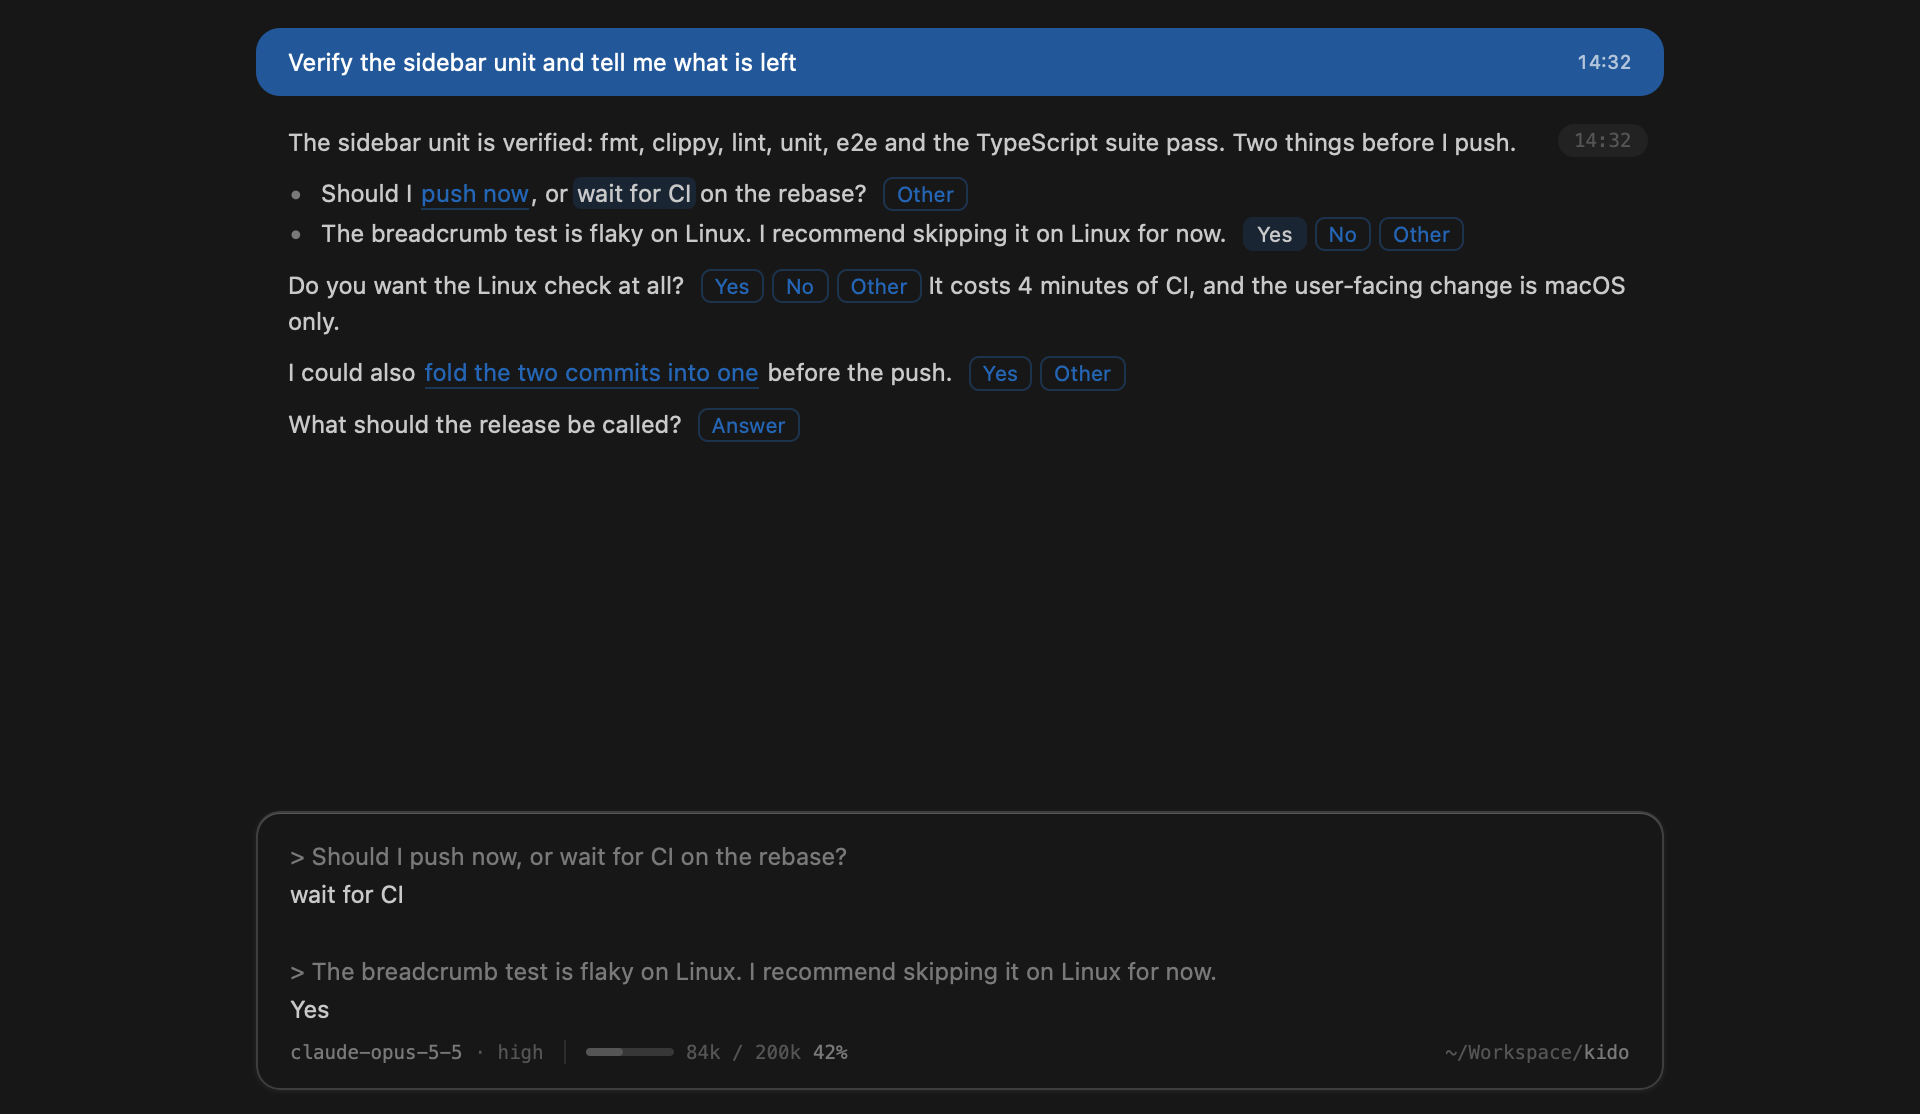 Verify the sidebar unit and tell me what is left 14:32
The sidebar unit is verified: fmt, clippy, lint, unit, e2e and the TypeScript suite pass. Two things before I push. 14:32
• Should I push now, or wait for CI on the rebase? Other
• The breadcrumb test is flaky on Linux. I recommend skipping it on Linux for now. Yes No Other
Do you want the Linux check at all? Yes No Other It costs 4 minutes of CI, and the user-facing change is macOS
only.
I could also fold the two commits into one before the push. Yes Other
What should the release be called? Answer
> Should I push now, or wait for CI on the rebase?
wait for CI
> The breadcrumb test is flaky on Linux. I recommend skipping it on Linux for now.
Yes
claude-opus-5-5 · high 84k / 200k 42% ~/Workspace/kido